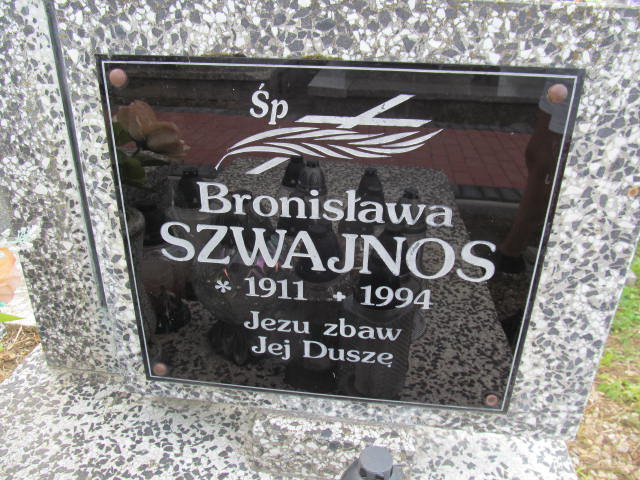 Śp
Bronisława
SZWAJNOS
* 1911 + 1994
Jezu zbaw
Jej Duszę